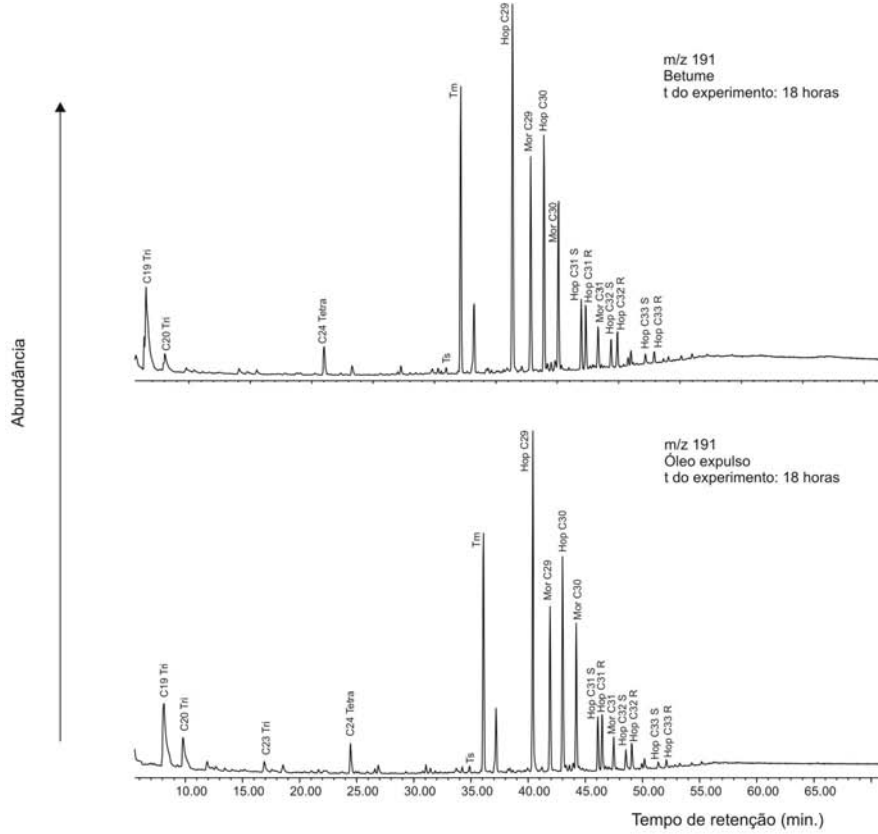 m/z 191
Betume
t do experimento: 18 horas
Abundância
C19 Tri
C20 Tri
C24 Tetra
Ts
Tm
Hop C29
Mor C29
Hop C30
Mor C30
Hop C31 S
Hop C31 R
Mor C31
Hop C32 S
Hop C32 R
Hop C33 S
Hop C33 R
m/z 191
Óleo expulso
t do experimento: 18 horas
C19 Tri
C20 Tri
C23 Tri
C24 Tetra
Ts
Tm
Hop C29
Mor C29
Hop C30
Mor C30
Hop C31 S
Hop C31 R
Mor C31
Hop C32 S
Hop C32 R
Hop C33 S
Hop C33 R
10.00 15.00 20.00 25.00 30.00 35.00 40.00 45.00 50.00 55.00 60.00 65.00 70.00
Tempo de retenção (min.)